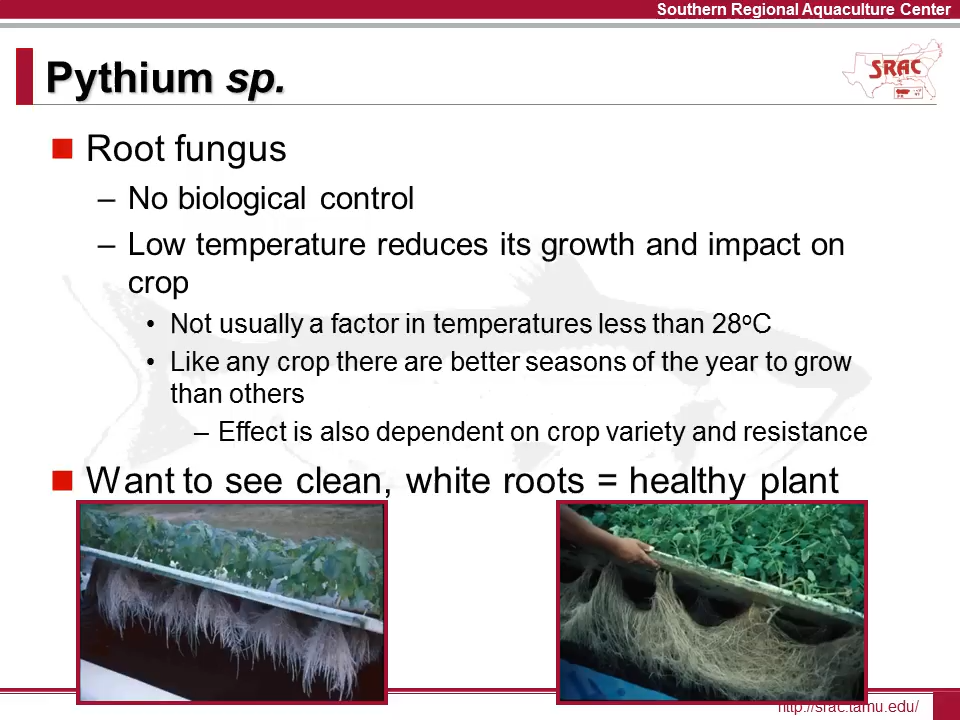 Southern Regional Aquaculture Center
Pythium sp.
SRAC
Root fungus
– No biological control
– Low temperature reduces its growth and impact on
crop
• Not usually a factor in temperatures less than 28ºC
• Like any crop there are better seasons of the year to grow
than others
– Effect is also dependent on crop variety and resistance
Want to see clean, white roots = healthy plant
http://srac.tamu.edu/